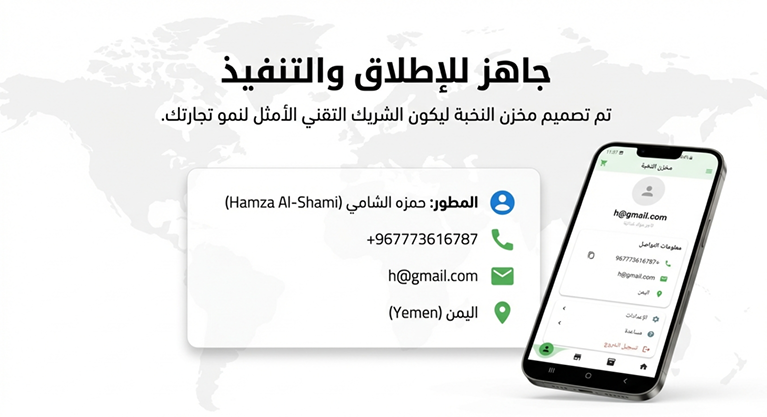 جاهز للإطلاق والتنفيذ
تم تصميم مخزن النخبة ليكون الشريك التقني الأمثل لنمو تجارتك.
المطور: حمزه الشامي (Hamza Al-Shami)
+967773616787
h@gmail.com
اليمن (Yemen)
11:07
مخزن النخبة
h@gmail.com
معلومات التواصل
+967773616787
h@gmail.com
اليمن
الإعدادات
مساعدة
تسجيل الخروج